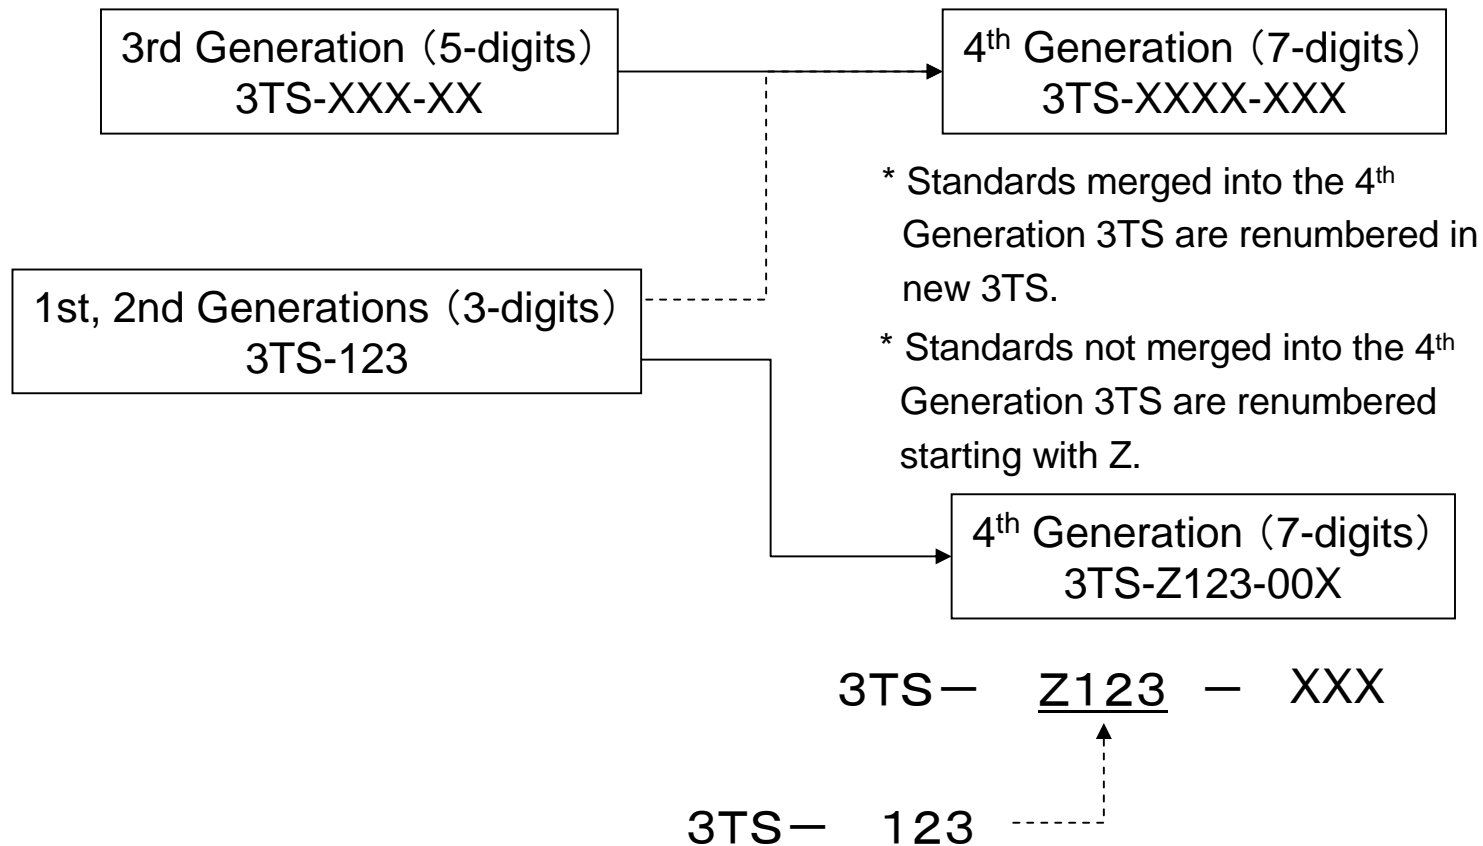 3rd Generation（5-digits）
3TS-XXX-XX
4th Generation（7-digits）
3TS-XXXX-XXX
* Standards merged into the 4th
Generation 3TS are renumbered in
new 3TS.
1st, 2nd Generations（3-digits）
3TS-123
* Standards not merged into the 4th
Generation 3TS are renumbered
starting with Z.
4th Generation（7-digits）
3TS-Z123-00X
3TS－ Z123 － XXX
3TS－ 123